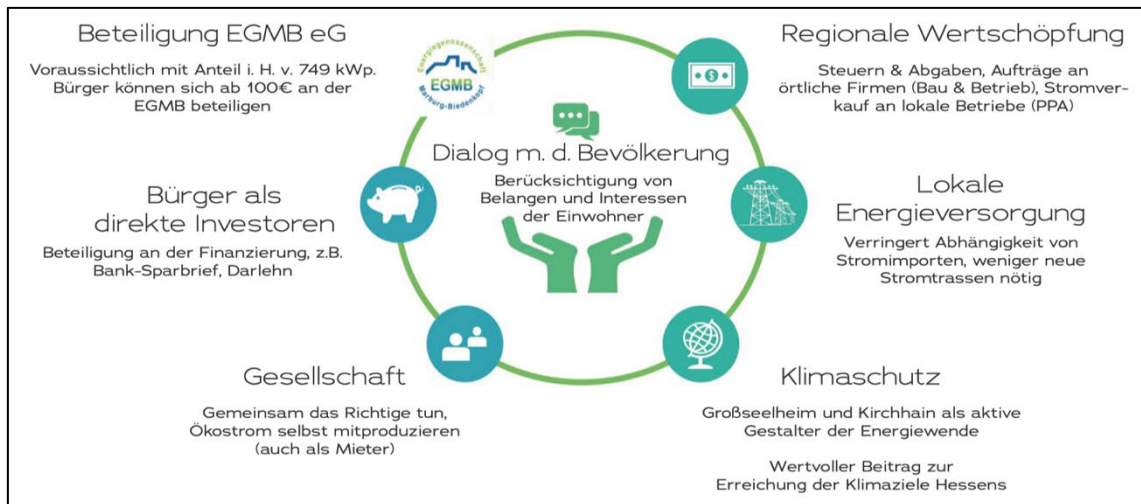 Beteiligung EGMB eG
Voraussichtlich mit Anteil i. H. v. 749 kWp.
Bürger können sich ab 100€ an der
EGMB beteiligen
Energiegenossenschaft
EGMB
Marburg-Biedenkopf
Regionale Wertschöpfung
Steuern & Abgaben, Aufträge an
örtliche Firmen (Bau & Betrieb), Stromver-
kauf an lokale Betriebe (PPA)
Dialog m. d. Bevölkerung
Berücksichtigung von
Belangen und Interessen
der Einwohner
Bürger als
direkte Investoren
Beteiligung an der Finanzierung, z.B.
Bank-Sparbrief, Darlehn
Lokale
Energieversorgung
Verringert Abhängigkeit von
Stromimporten, weniger neue
Stromtrassen nötig
Gesellschaft
Gemeinsam das Richtige tun,
Ökostrom selbst mitproduzieren
(auch als Mieter)
Klimaschutz
Großseelheim und Kirchhain als aktive
Gestalter der Energiewende
Wertvoller Beitrag zur
Erreichung der Klimaziele Hessens